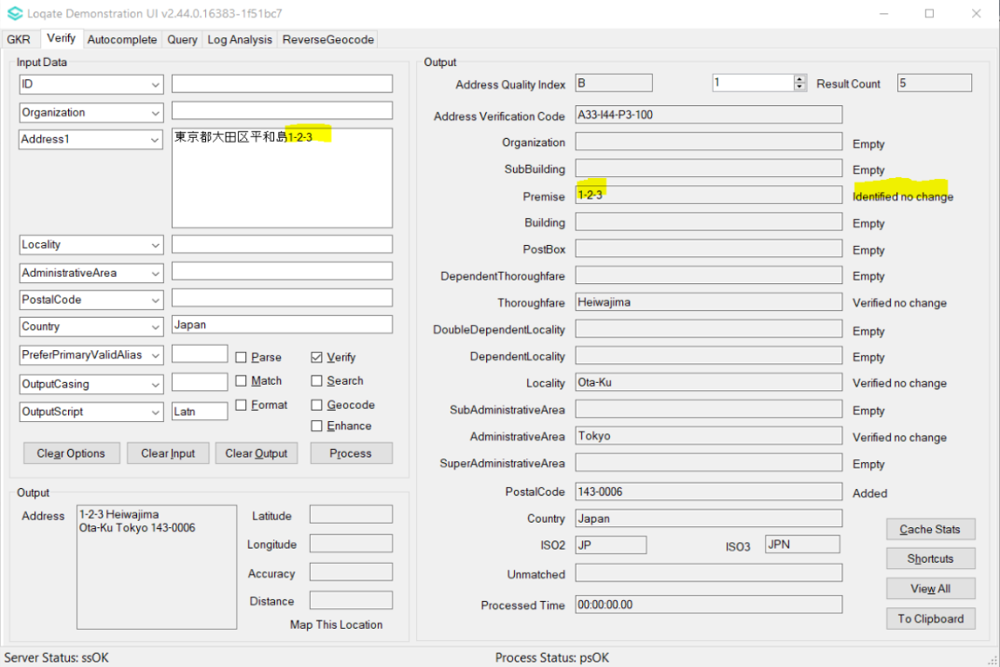 Loqate Demonstration UI v2.44.0.16383-1f51bc7
GKR Verify Autocomplete Query Log Analysis ReverseGeocode
Input Data
ID
Organization
Address1 東京都大田区平和島1-2-3
Locality
AdministrativeArea
PostalCode
Country Japan
PreferPrimaryValidAlias Parse Verify
OutputCasing Match Search
OutputScript Latn Format Geocode
Enhance
Clear Options Clear Input Clear Output Process
Output
Address 1-2-3 Heiwajima
Ota-Ku Tokyo 143-0006
Latitude
Longitude
Accuracy
Distance
Map This Location
Output
Address Quality Index B 1 Result Count 5
Address Verification Code A33-I44-P3-100
Organization Empty
SubBuilding Empty
Premise 1-2-3 Identified no change
Building Empty
PostBox Empty
DependentThoroughfare Empty
Thoroughfare Heiwajima Verified no change
DoubleDependentLocality Empty
DependentLocality Empty
Locality Ota-Ku Verified no change
SubAdministrativeArea Empty
AdministrativeArea Tokyo Verified no change
SuperAdministrativeArea Empty
PostalCode 143-0006 Added
Country Japan
ISO2 JP ISO3 JPN
Unmatched
Processed Time 00:00:00.00
Cache Stats
Shortcuts
View All
To Clipboard
Server Status: ssOK Process Status: psOK